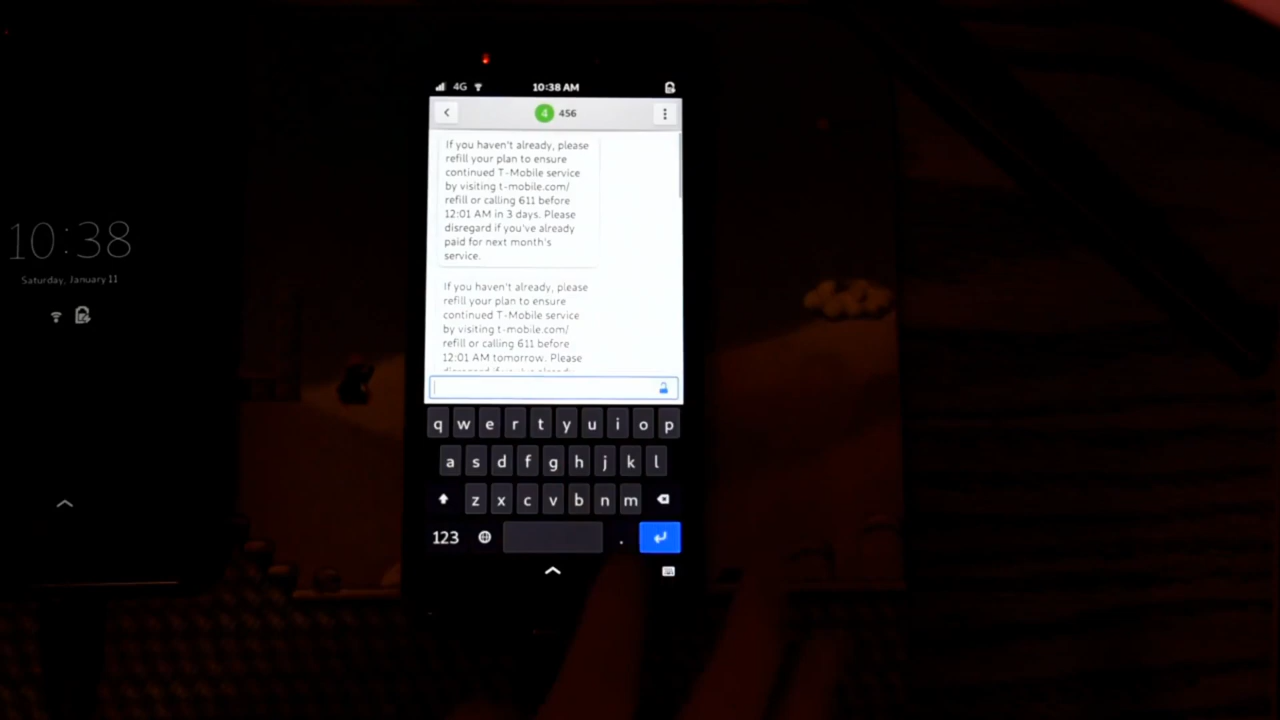 10:38
Saturday, January 11
4G
10:38 AM
4 456
If you haven't already, please
refill your plan to ensure
continued T-Mobile service
by visiting t-mobile.com/
refill or calling 611 before
12:01 AM in 3 days. Please
disregard if you've already
paid for next month's
service.
If you haven't already, please
refill your plan to ensure
continued T-Mobile service
by visiting t-mobile.com/
refill or calling 611 before
12:01 AM tomorrow. Please
disregard if you've already
q w e r t y u i o p
a s d f g h j k l
z x c v b n m
123 .